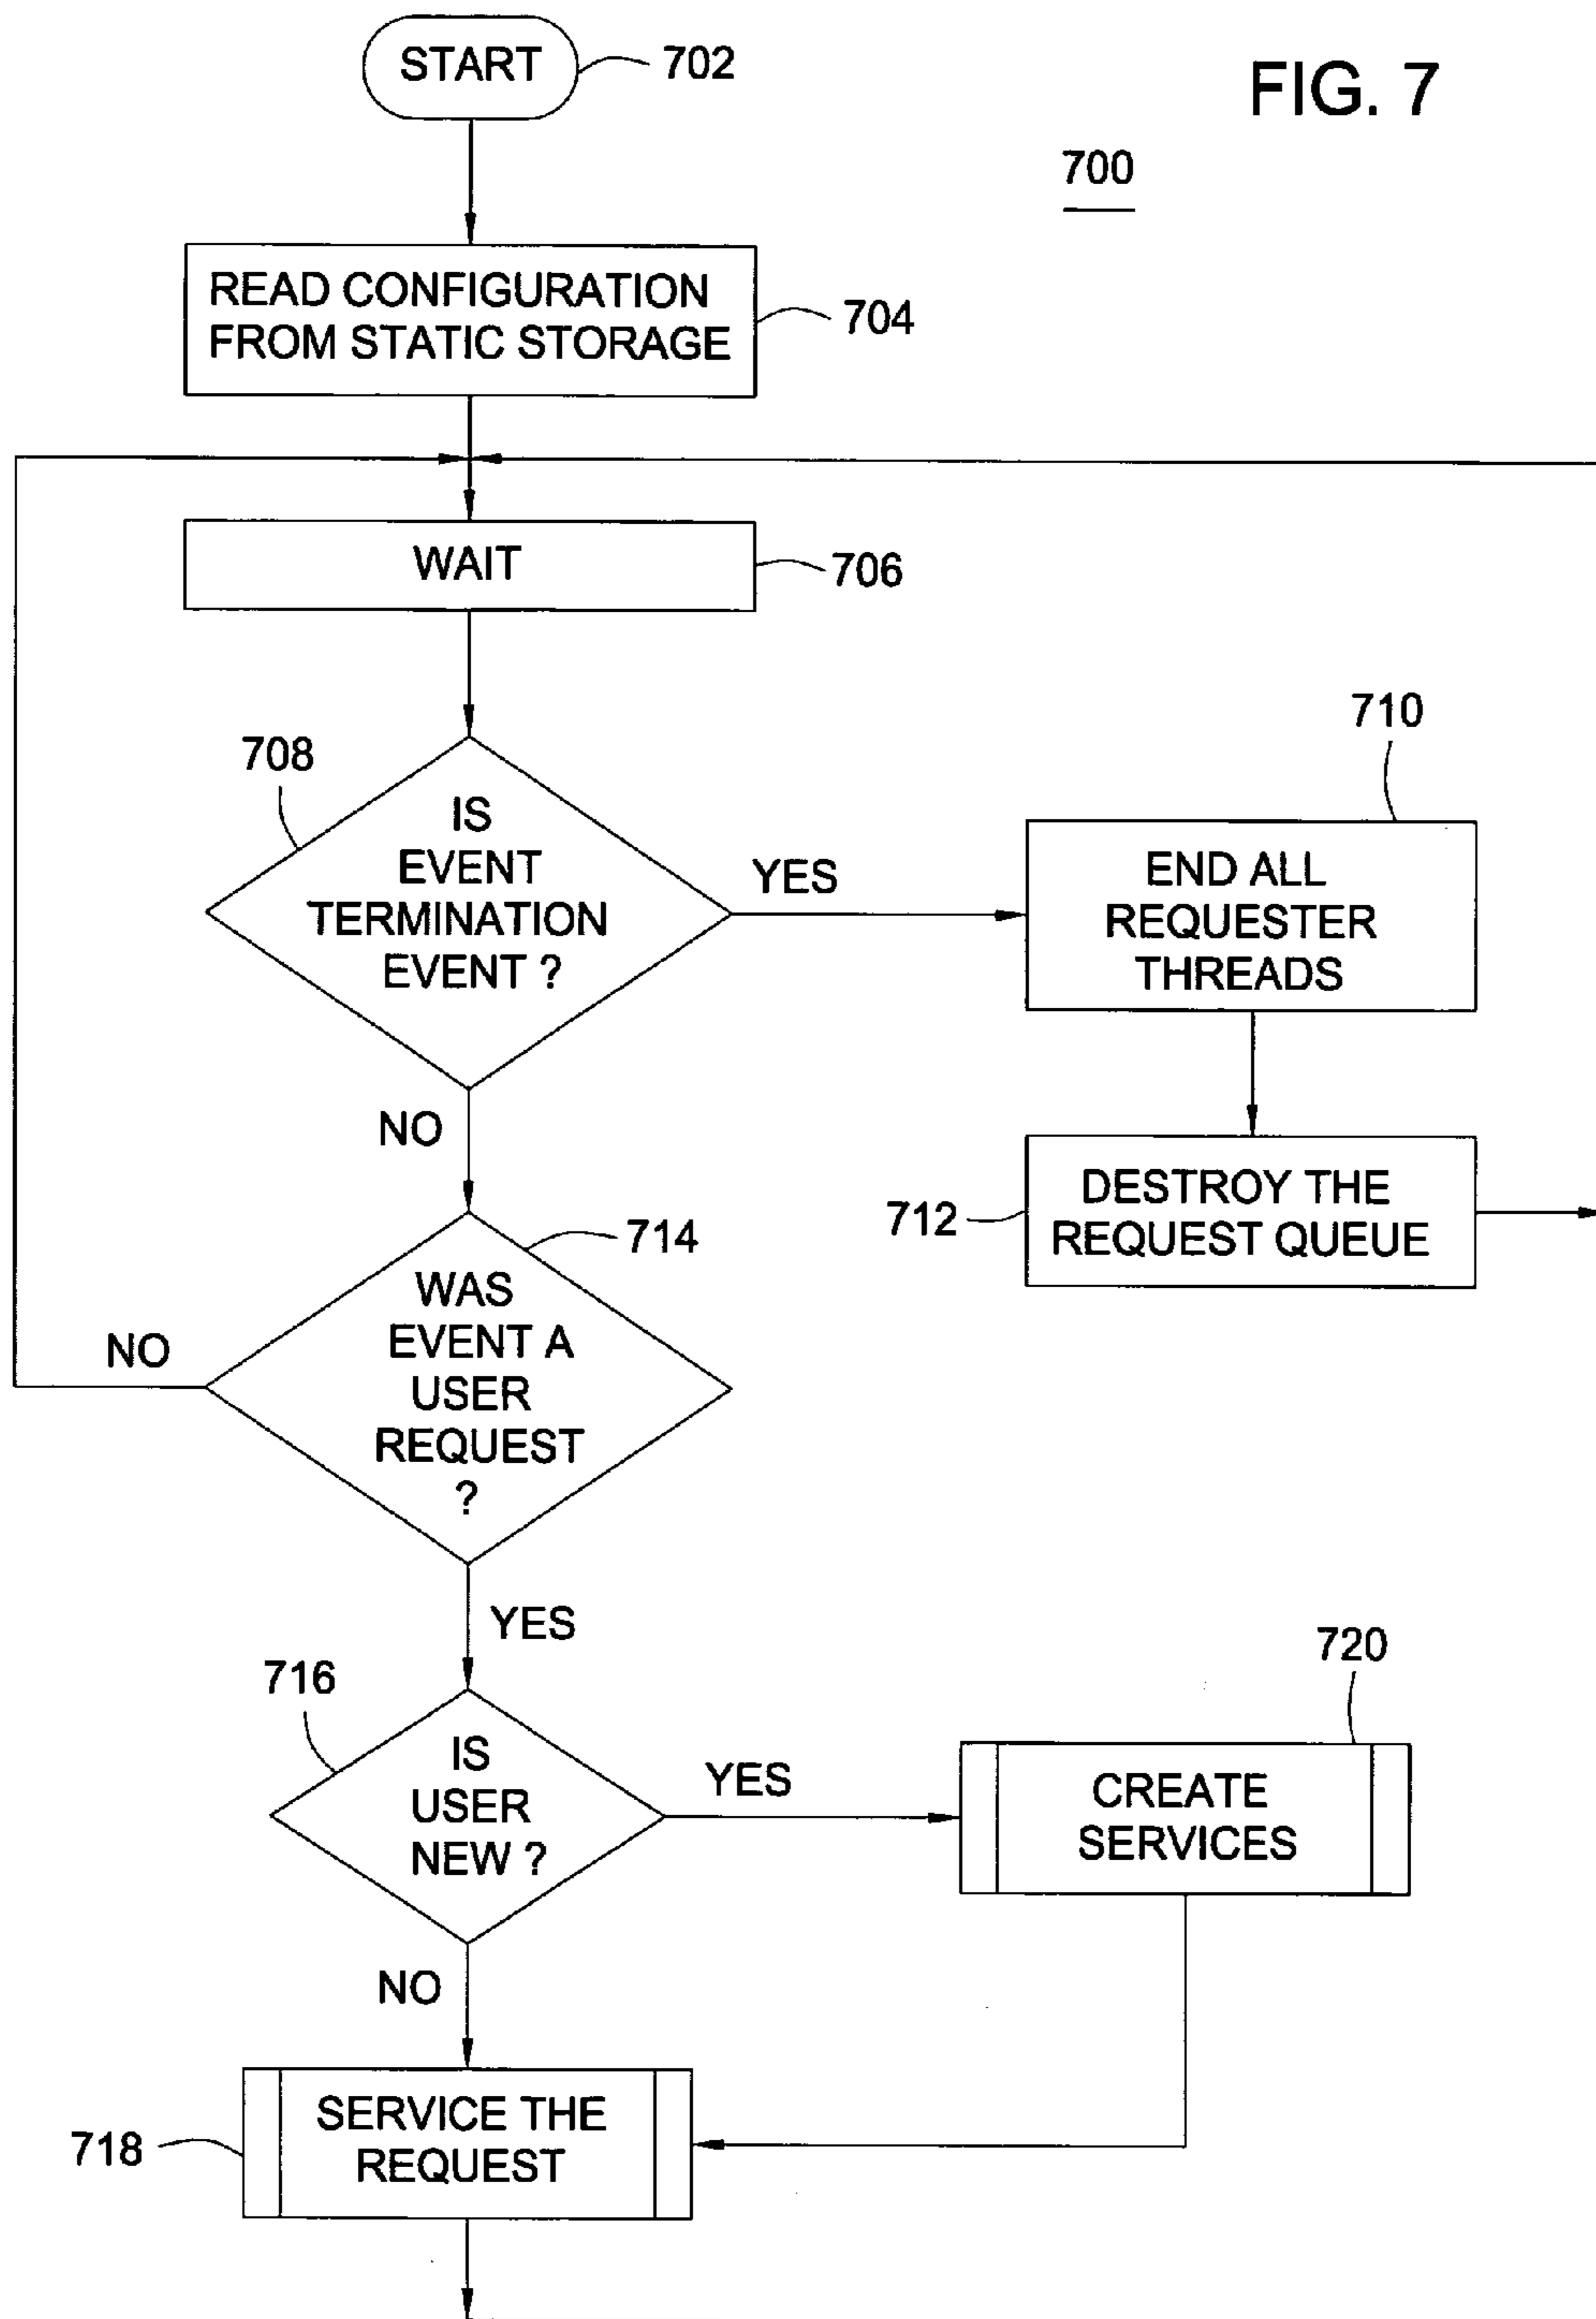 START
702
FIG. 7
700
READ CONFIGURATION
FROM STATIC STORAGE
704
WAIT
706
708
IS
EVENT
TERMINATION
EVENT ?
YES
710
END ALL
REQUESTER
THREADS
NO
712
DESTROY THE
REQUEST QUEUE
714
WAS
EVENT A
USER
REQUEST
?
NO
YES
716
IS
USER
NEW ?
YES
720
CREATE
SERVICES
NO
718
SERVICE THE
REQUEST